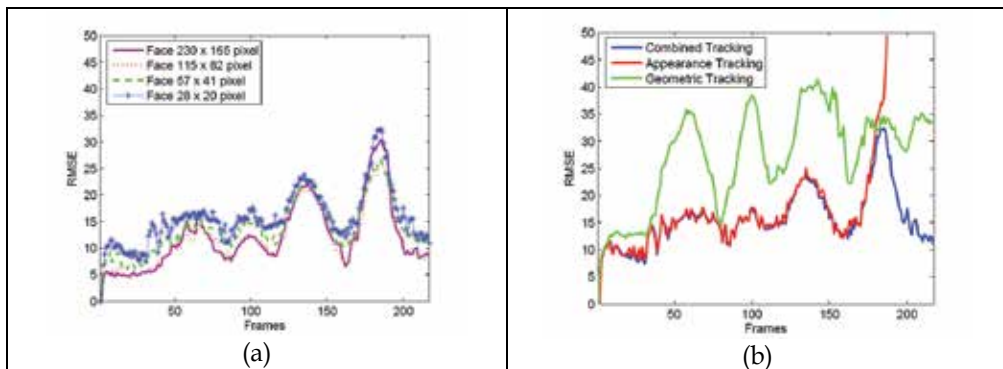 50
45
40
35
30
25
20
15
10
5
0
RMSE
Face 230 x 165 pixel
Face 115 x 82 pixel
Face 57 x 41 pixel
Face 28 x 20 pixel
50
100
150
200
Frames
(a)
50
45
40
35
30
25
20
15
10
5
0
RMSE
Combined Tracking
Appearance Tracking
Geometric Tracking
50
100
150
200
Frames
(b)